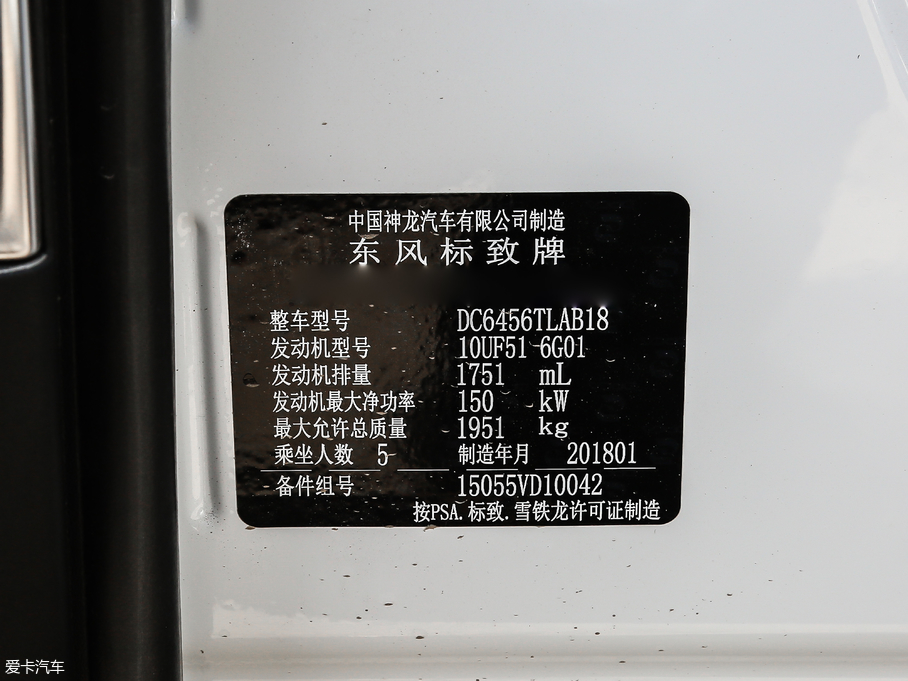 中国神龙汽车有限公司制造
东风标致牌
整车型号 DC6456TLAB18
发动机型号 10UF51 6G01
发动机排量 1751 mL
发动机最大净功率 150 kW
最大允许总质量 1951 kg
乘坐人数 5 制造年月 201801
备件组号 15055VD10042
按PSA.标致.雪铁龙许可证制造
爱卡汽车